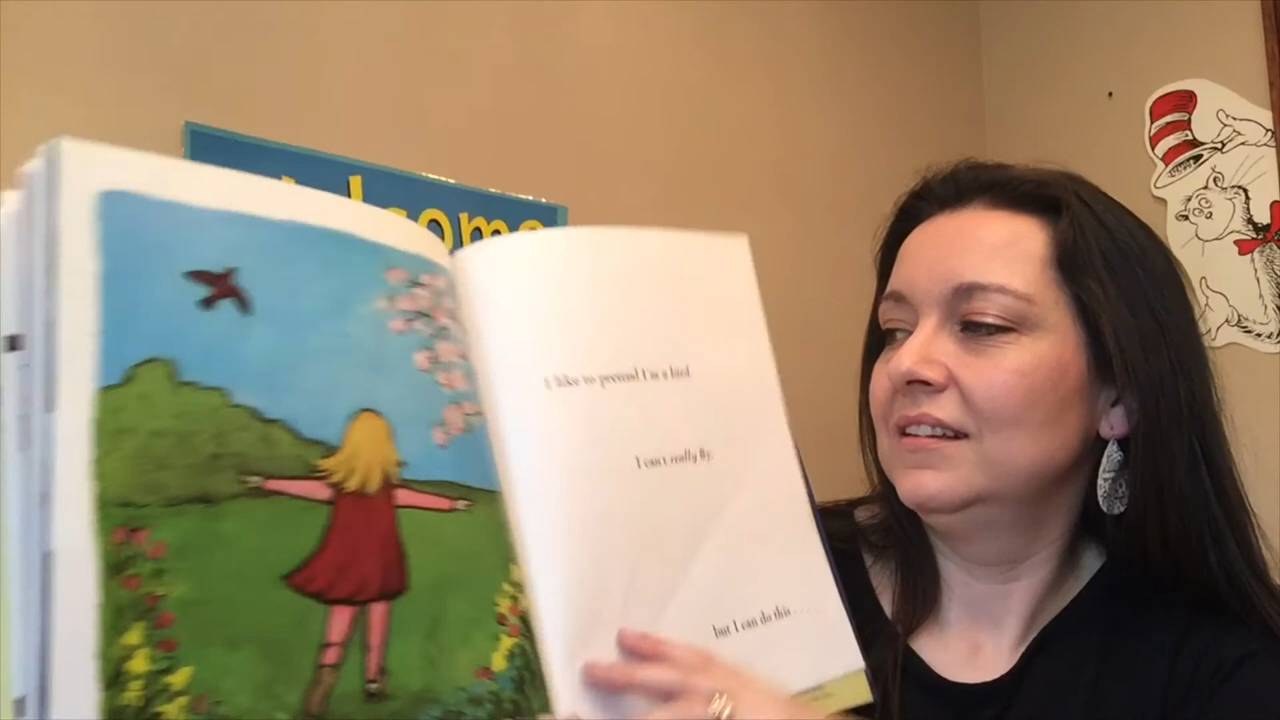 I like to pretend I'm a bird.
I can't really fly,
but I can do this.......